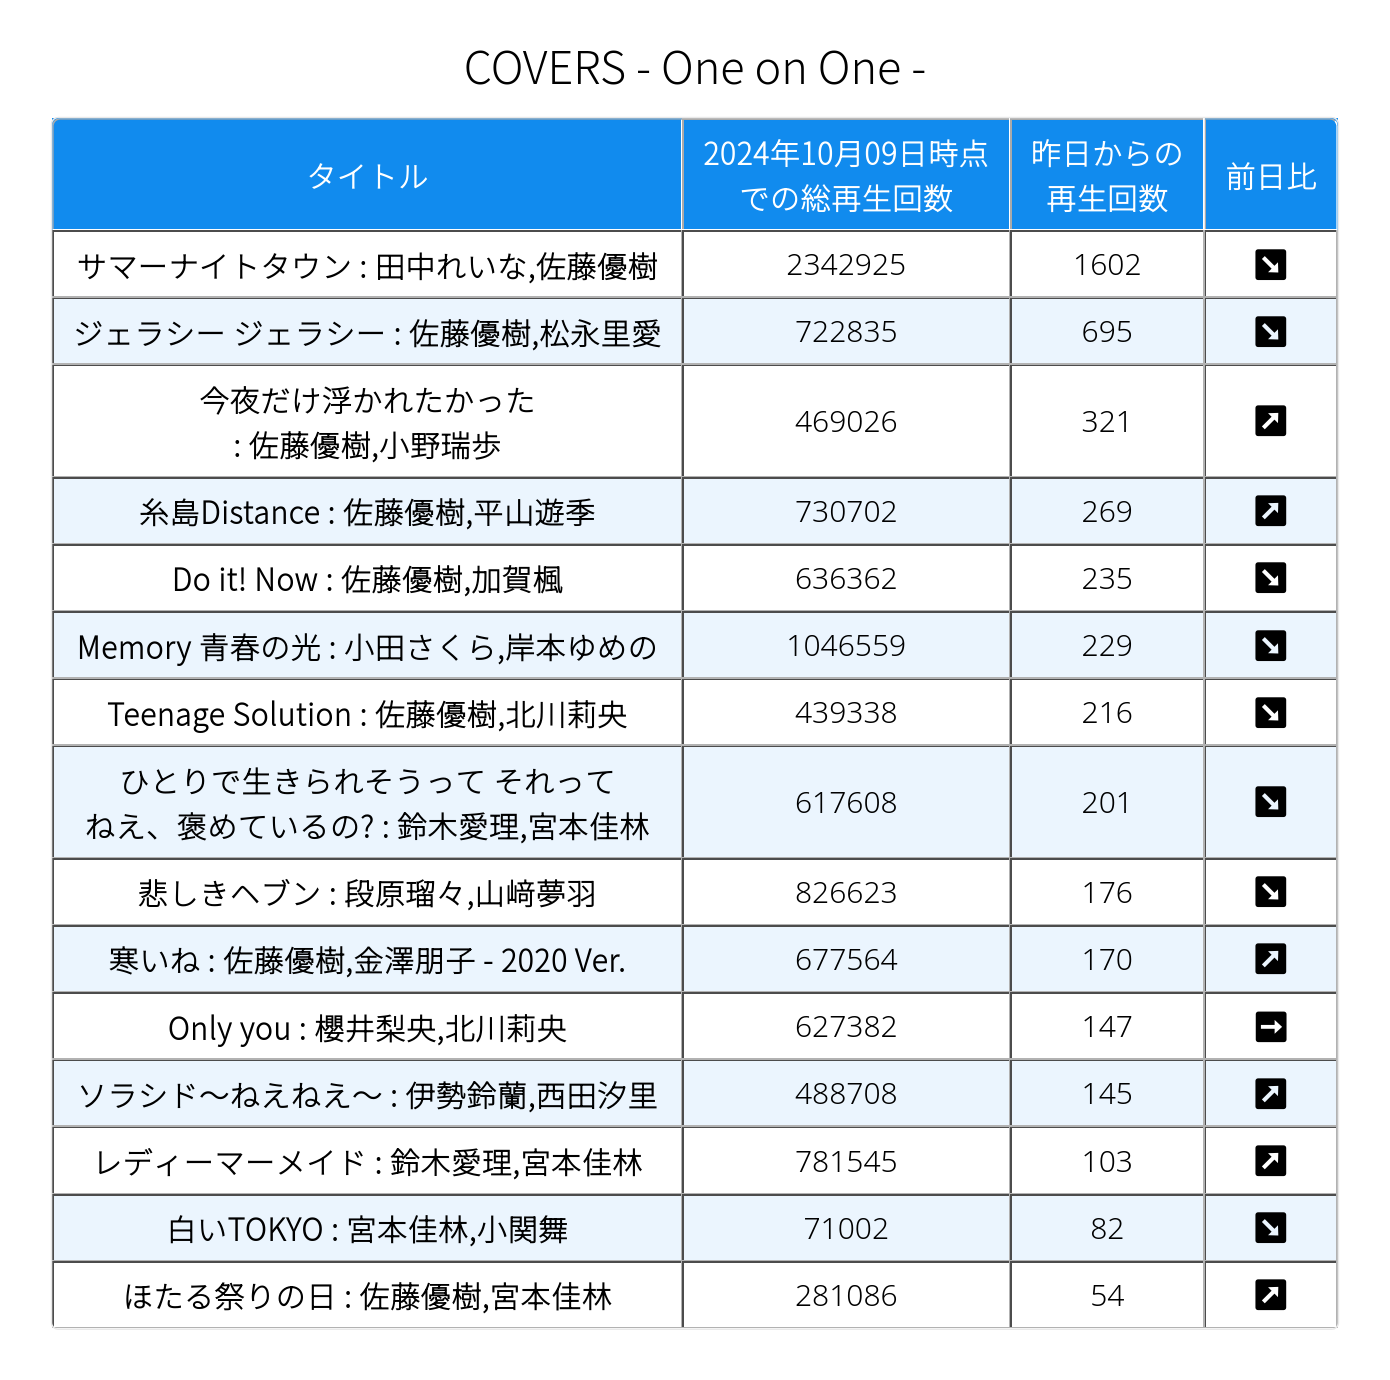 COVERS - One on One -
タイトル
2024年10月09日時点
での総再生回数
昨日からの
再生回数
前日比
サマーナイトタウン : 田中れいな,佐藤優樹 2342925 1602 ↘
ジェラシー ジェラシー : 佐藤優樹,松永里愛 722835 695 ↘
今夜だけ浮かれたかった
: 佐藤優樹,小野瑞歩 469026 321 ↗
糸島Distance : 佐藤優樹,平山遊季 730702 269 ↗
Do it! Now : 佐藤優樹,加賀楓 636362 235 ↘
Memory 青春の光 : 小田さくら,岸本ゆめの 1046559 229 ↘
Teenage Solution : 佐藤優樹,北川莉央 439338 216 ↘
ひとりで生きられそうって それって
ねえ、褒めているの? : 鈴木愛理,宮本佳林 617608 201 ↘
悲しきヘブン : 段原瑠々,山﨑夢羽 826623 176 ↘
寒いね : 佐藤優樹,金澤朋子 - 2020 Ver. 677564 170 ↗
Only you : 櫻井梨央,北川莉央 627382 147 →
ソラシド〜ねえねえ〜 : 伊勢鈴蘭,西田汐里 488708 145 ↗
レディーマーメイド : 鈴木愛理,宮本佳林 781545 103 ↗
白いTOKYO : 宮本佳林,小関舞 71002 82 ↘
ほたる祭りの日 : 佐藤優樹,宮本佳林 281086 54 ↗